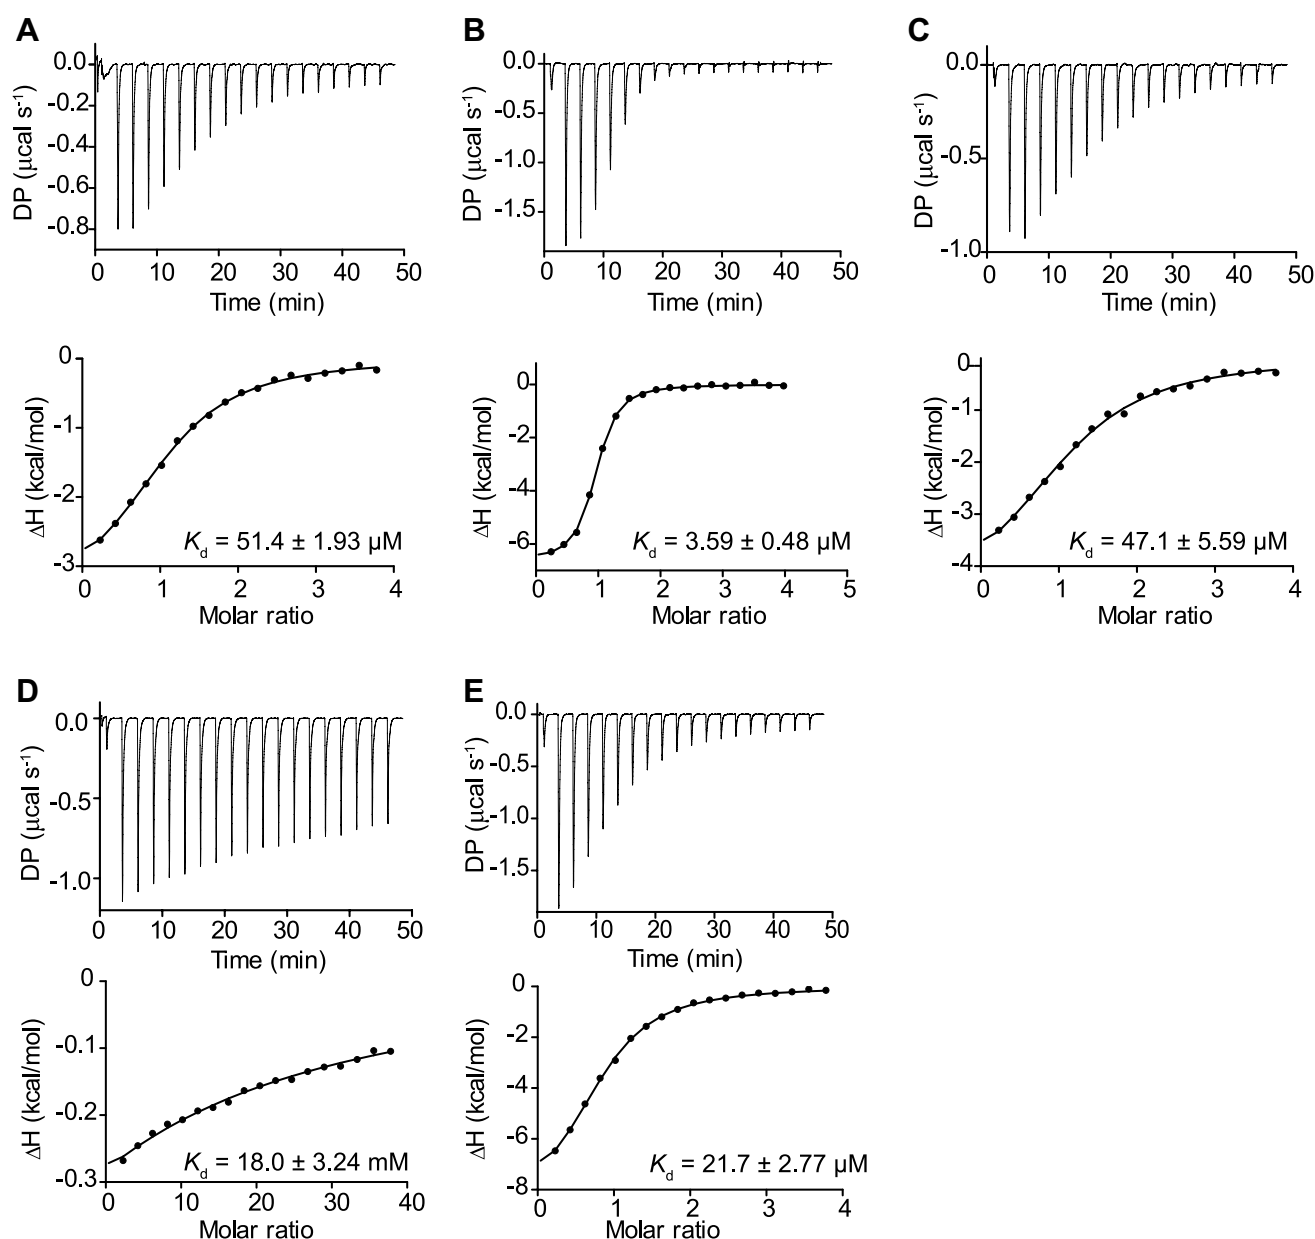 A
0.0
-0.2
-0.4
-0.6
-0.8
DP (μcal s⁻¹)
0 10 20 30 40 50
Time (min)
0
-1
-2
-3
ΔH (kcal/mol)
Kd = 51.4 ± 1.93 μM
0 1 2 3 4
Molar ratio
B
0.0
-0.5
-1.0
-1.5
DP (μcal s⁻¹)
0 10 20 30 40 50
Time (min)
0
-2
-4
-6
ΔH (kcal/mol)
Kd = 3.59 ± 0.48 μM
0 1 2 3 4 5
Molar ratio
C
0.0
-0.5
-1.0
DP (μcal s⁻¹)
0 10 20 30 40 50
Time (min)
0
-1
-2
-3
-4
ΔH (kcal/mol)
Kd = 47.1 ± 5.59 μM
0 1 2 3 4
Molar ratio
D
0.0
-0.5
-1.0
DP (μcal s⁻¹)
0 10 20 30 40 50
Time (min)
0
-0.1
-0.2
-0.3
ΔH (kcal/mol)
Kd = 18.0 ± 3.24 mM
0 10 20 30 40
Molar ratio
E
0.0
-0.5
-1.0
-1.5
DP (μcal s⁻¹)
0 10 20 30 40 50
Time (min)
0
-2
-4
-6
-8
ΔH (kcal/mol)
Kd = 21.7 ± 2.77 μM
0 1 2 3 4
Molar ratio